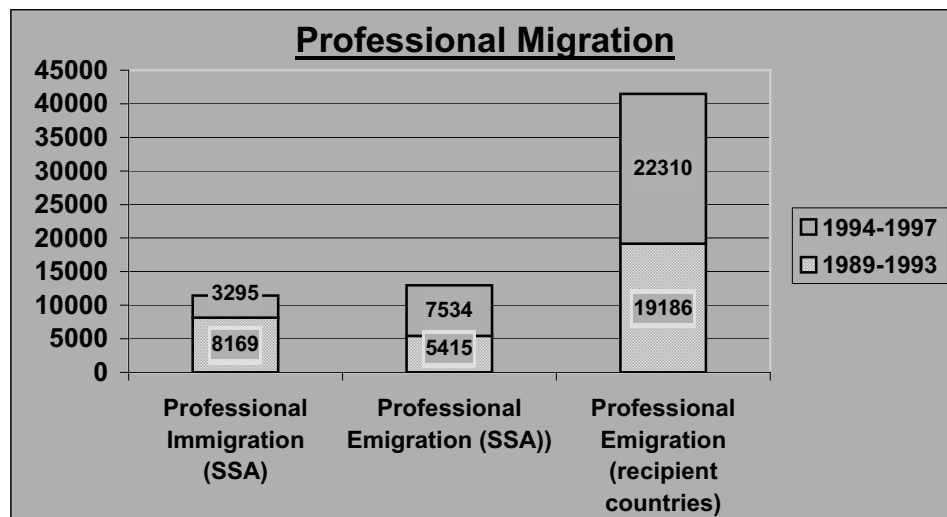 Professional Migration
45000
40000
35000
30000
25000
20000
15000
10000
5000
0
3295
8169
7534
5415
22310
19186
Professional
Immigration
(SSA)
Professional
Emigration (SSA))
Professional
Emigration
(recipient
countries)
1994-1997
1989-1993